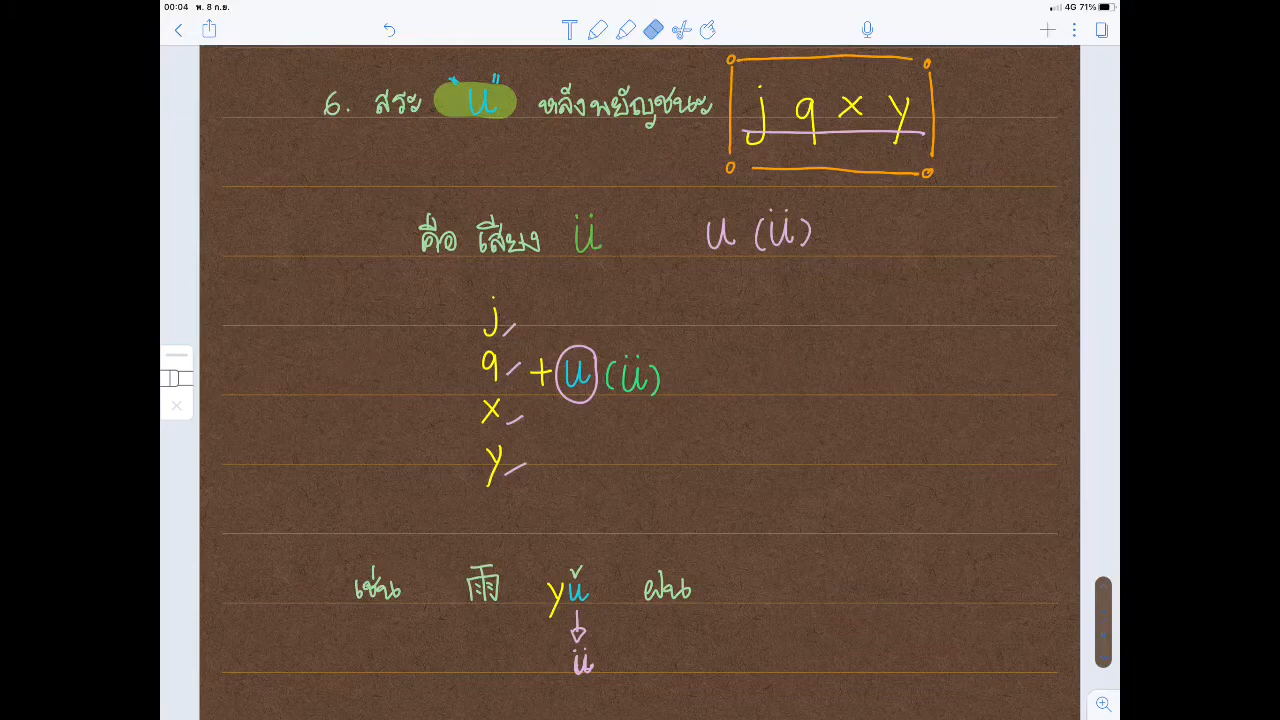 00:04 พ. 8 ก.ย. 4G 71%
6. สระ "u" หลังพยัญชนะ j q x y
คือ เสียง ü u (ü)
j
q + u (ü)
x
y
เช่น 雨 yǔ ฝน
ü